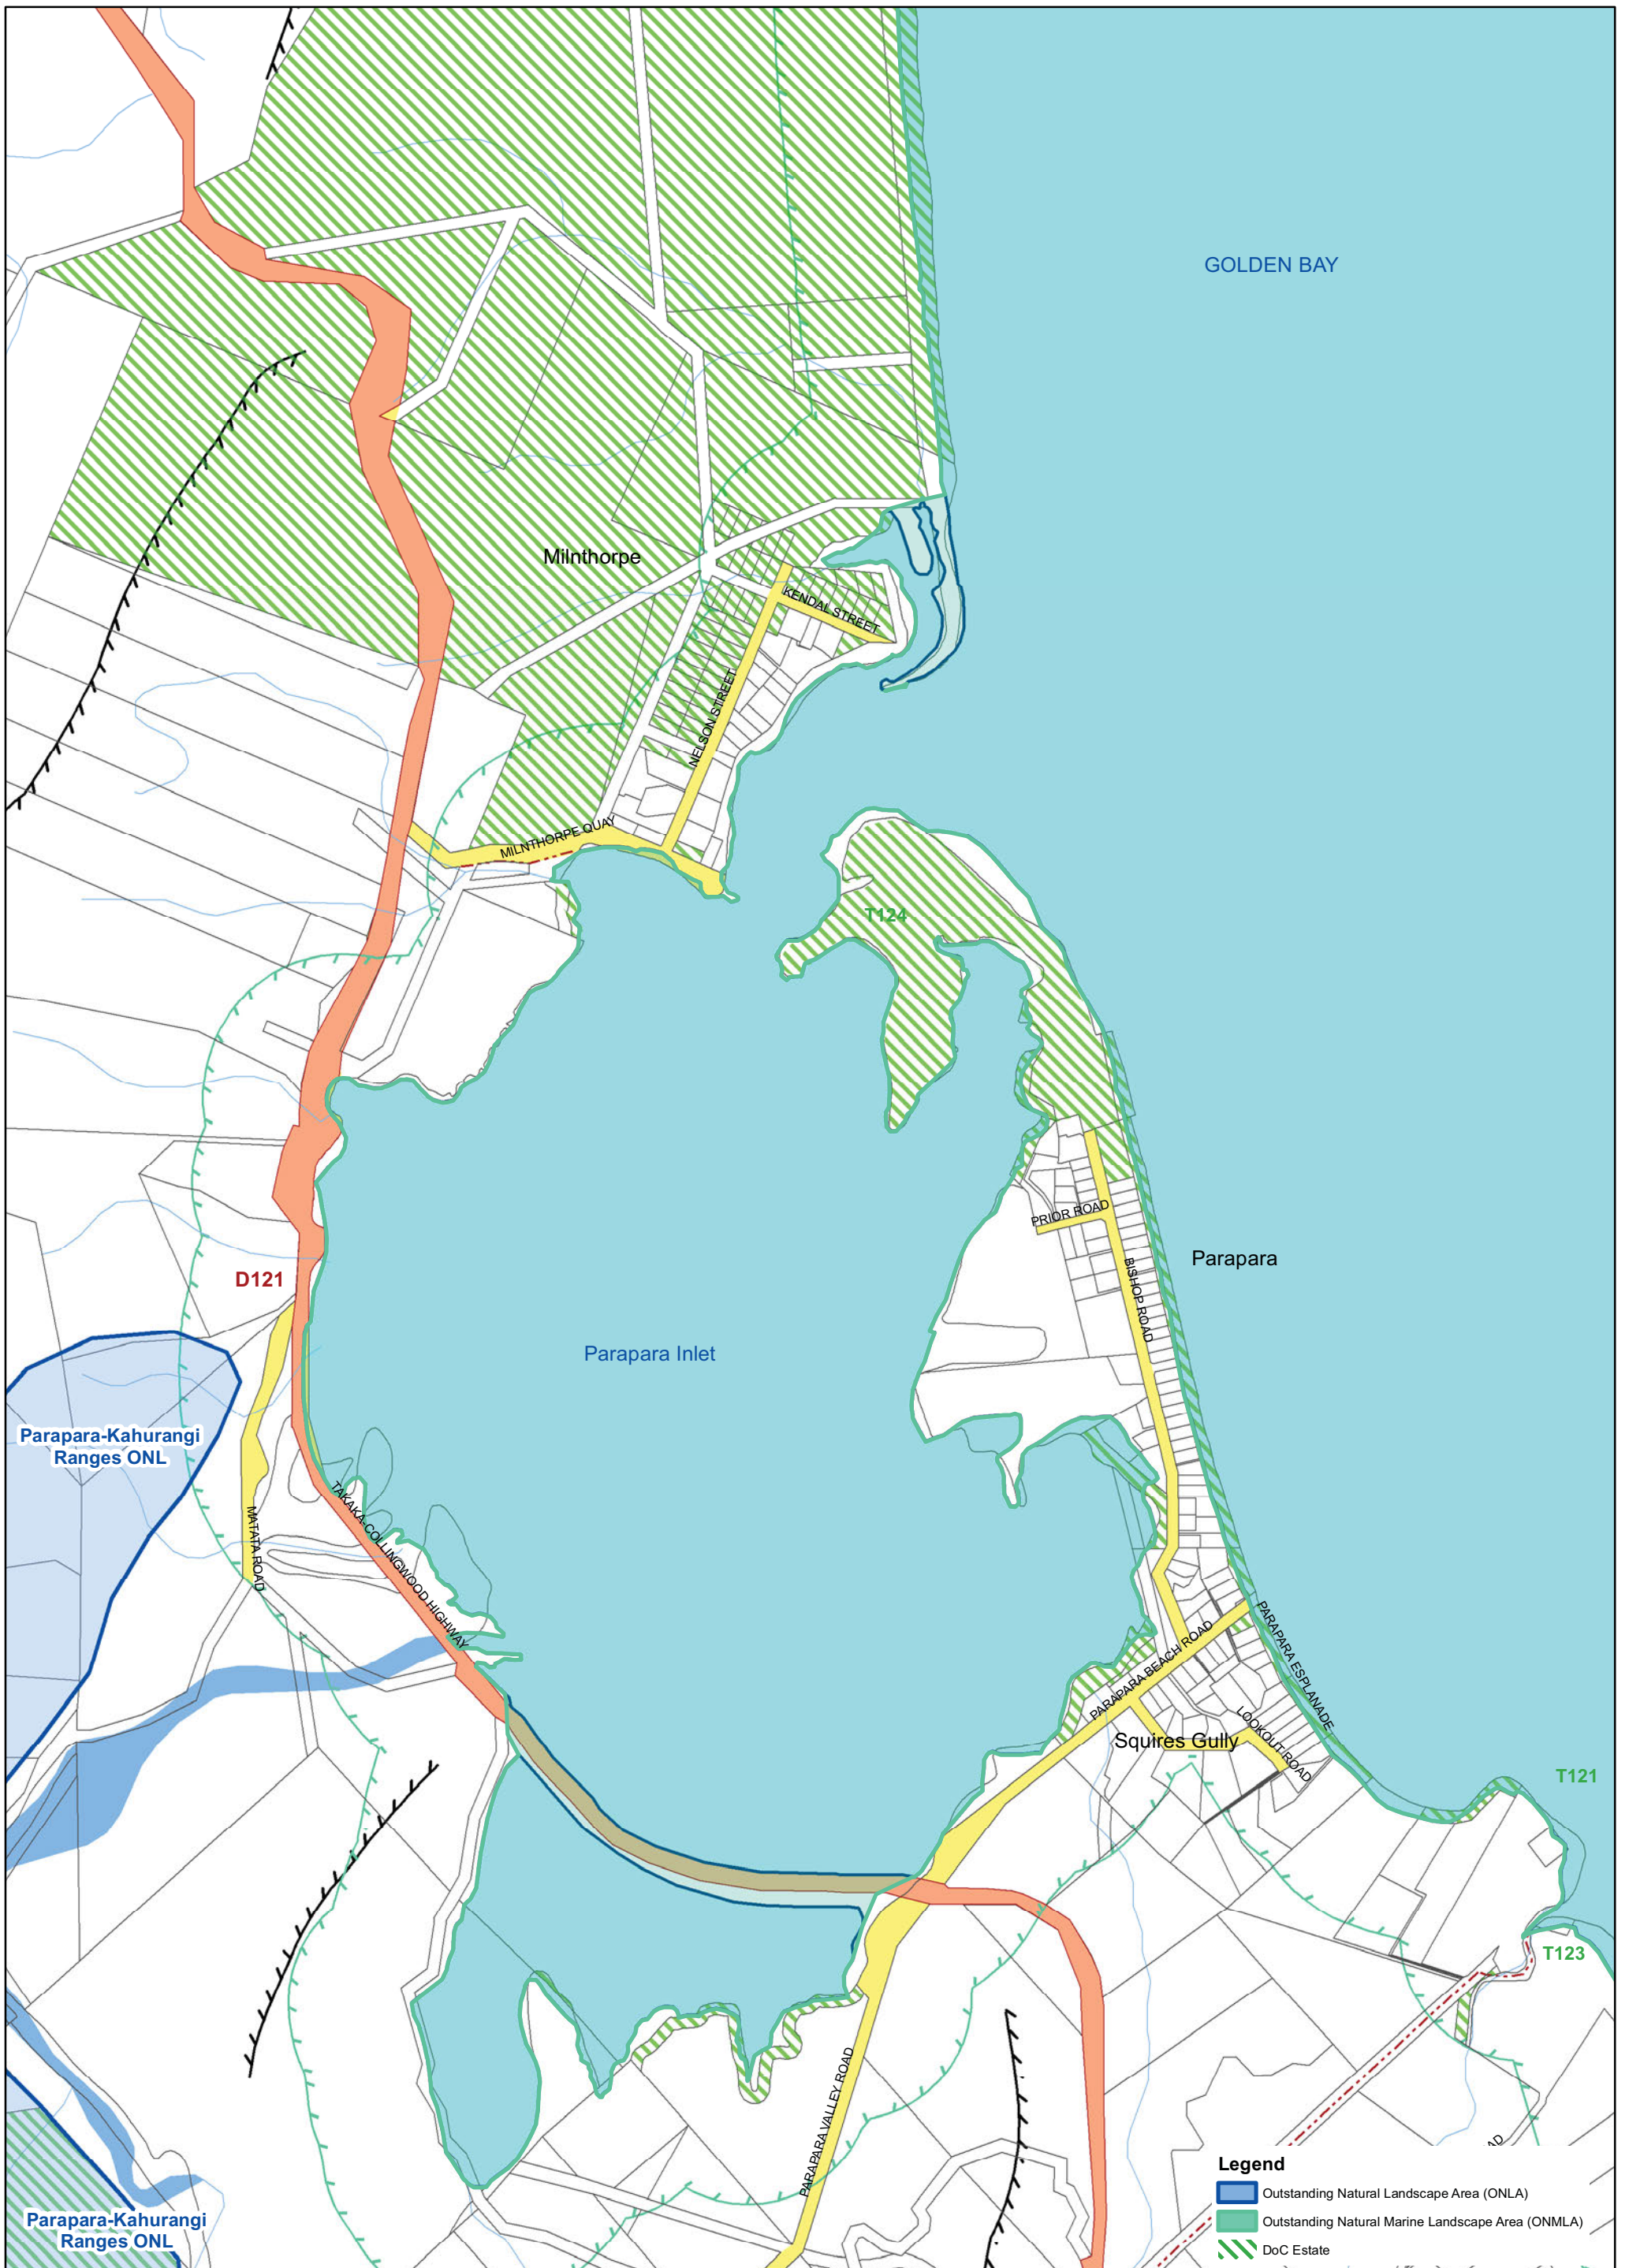 GOLDEN BAY
Milnthorpe
KENDAL STREET
NELSON STREET
MILNTHORPE QUAY
T124
PRIOR ROAD
Parapara
BISHOP ROAD
D121
Parapara Inlet
Parapara-Kahurangi
Ranges ONL
TAKAKA-COLLINGWOOD HIGHWAY
MATATA ROAD
PARAPARA ESPLANADE
PARAPARA BEACH ROAD
LOOKOUT ROAD
Squires Gully
T121
T123
PARAPARA VALLEY ROAD
Legend
Outstanding Natural Landscape Area (ONLA)
Outstanding Natural Marine Landscape Area (ONMLA)
DoC Estate
Parapara-Kahurangi
Ranges ONL